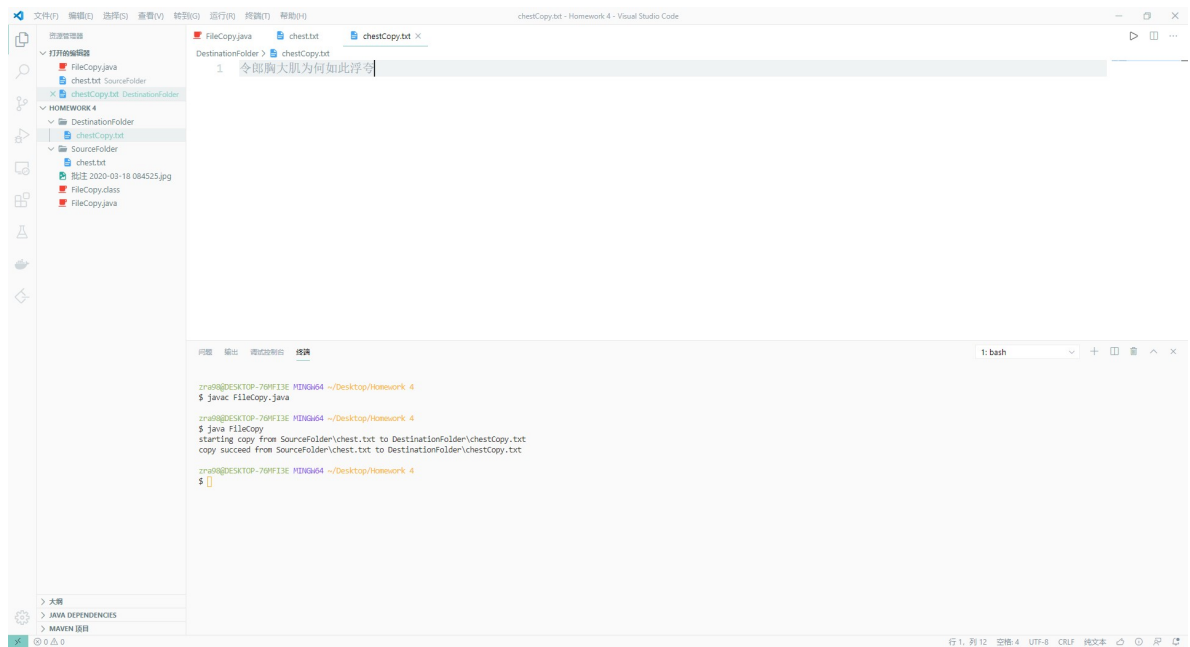 文件(F) 编辑(E) 选择(S) 查看(V) 转到(G) 运行(R) 终端(T) 帮助(H)
chestCopy.txt - Homework 4 - Visual Studio Code
资源管理器
打开的编辑器
FileCopy.java
chest.txt SourceFolder
chestCopy.txt DestinationFolder
HOMEWORK 4
DestinationFolder
chestCopy.txt
SourceFolder
chest.txt
批注 2020-03-18 084525.jpg
FileCopy.class
FileCopy.java
大纲
JAVA DEPENDENCIES
MAVEN 项目
FileCopy.java chest.txt chestCopy.txt
DestinationFolder > chestCopy.txt
1 令郎胸大肌为何如此浮夸
问题 输出 调试控制台 终端
1: bash
zra98@DESKTOP-76MFI3E MINGW64 ~/Desktop/Homework 4
$ javac FileCopy.java
zra98@DESKTOP-76MFI3E MINGW64 ~/Desktop/Homework 4
$ java FileCopy
starting copy from SourceFolder\chest.txt to DestinationFolder\chestCopy.txt
copy succeed from SourceFolder\chest.txt to DestinationFolder\chestCopy.txt
zra98@DESKTOP-76MFI3E MINGW64 ~/Desktop/Homework 4
$
0 0
行 1, 列 12 空格: 4 UTF-8 CRLF 纯文本